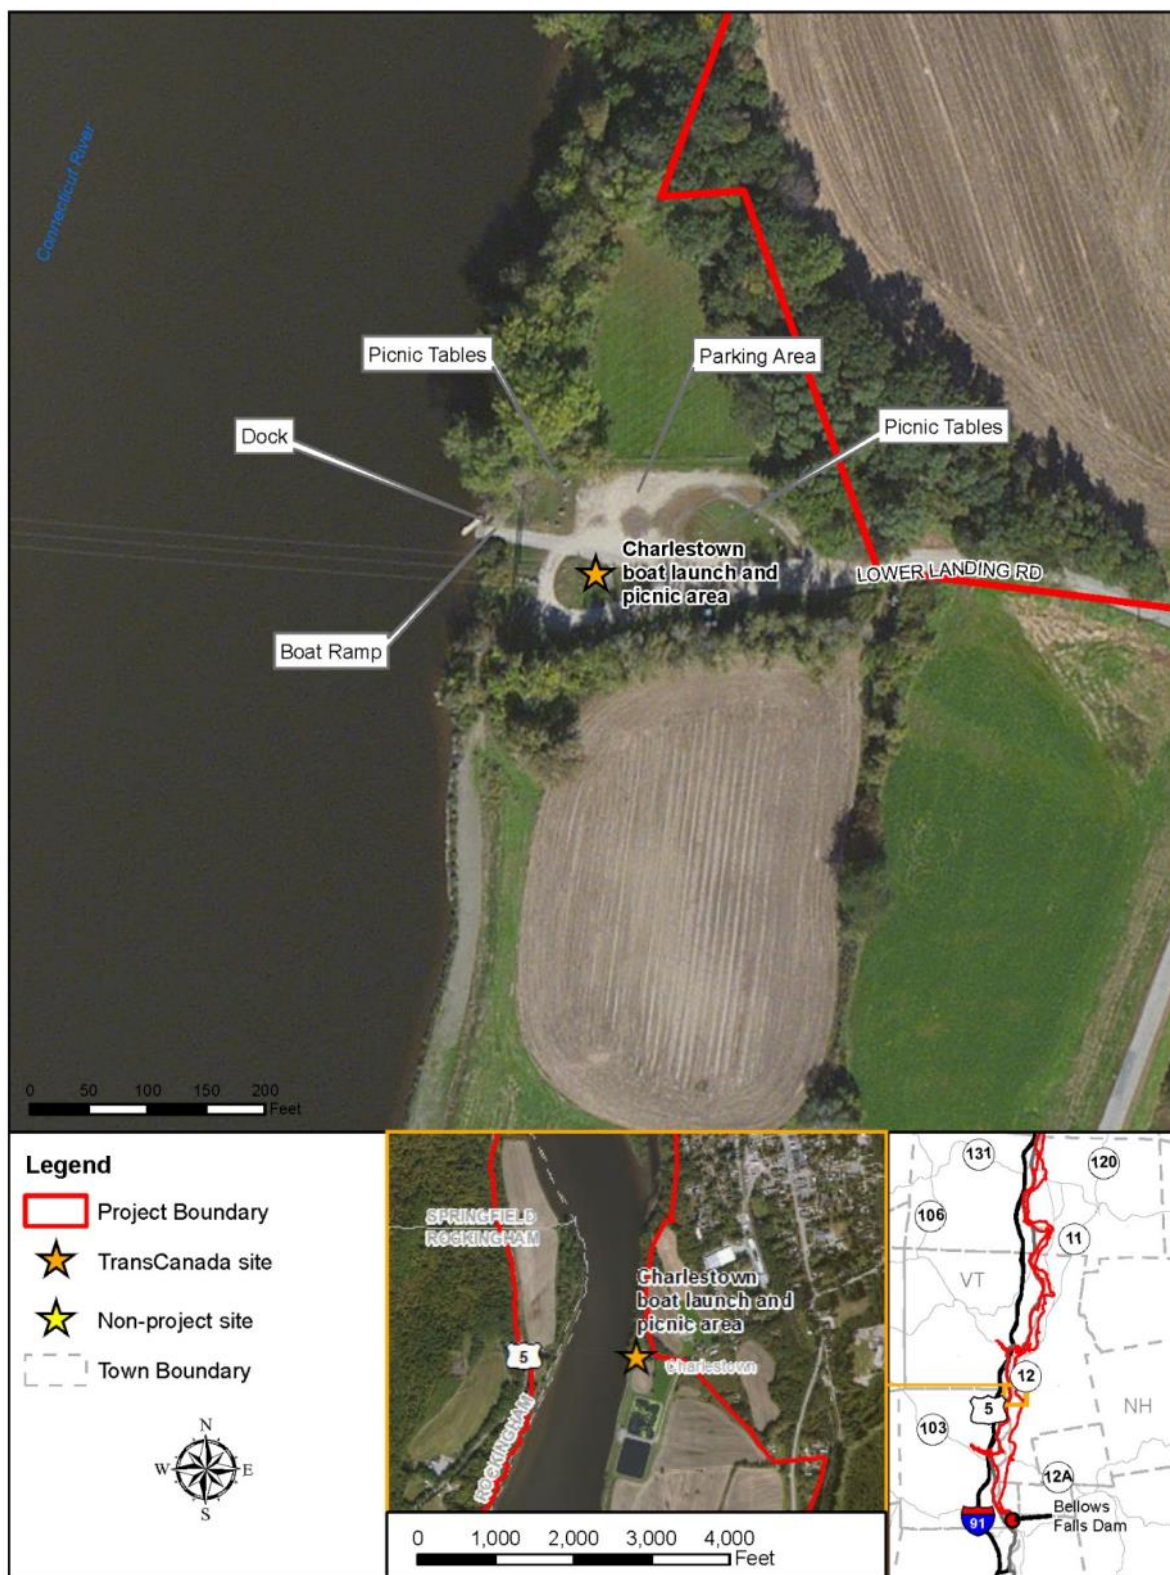 Connecticut River
Picnic Tables
Parking Area
Dock
Picnic Tables
Charlestown
boat launch and
picnic area
LOWER LANDING RD
Boat Ramp
0 50 100 150 200
Feet
Legend
Project Boundary
TransCanada site
Non-project site
Town Boundary
N
W E
S
SPRINGFIELD
ROCKINGHAM
Charlestown
boat launch and
picnic area
5
Charlestown
ROCKINGHAM
0 1,000 2,000 3,000 4,000
Feet
131
120
106
11
VT
12
5
NH
103
12A
91
Bellows
Falls Dam